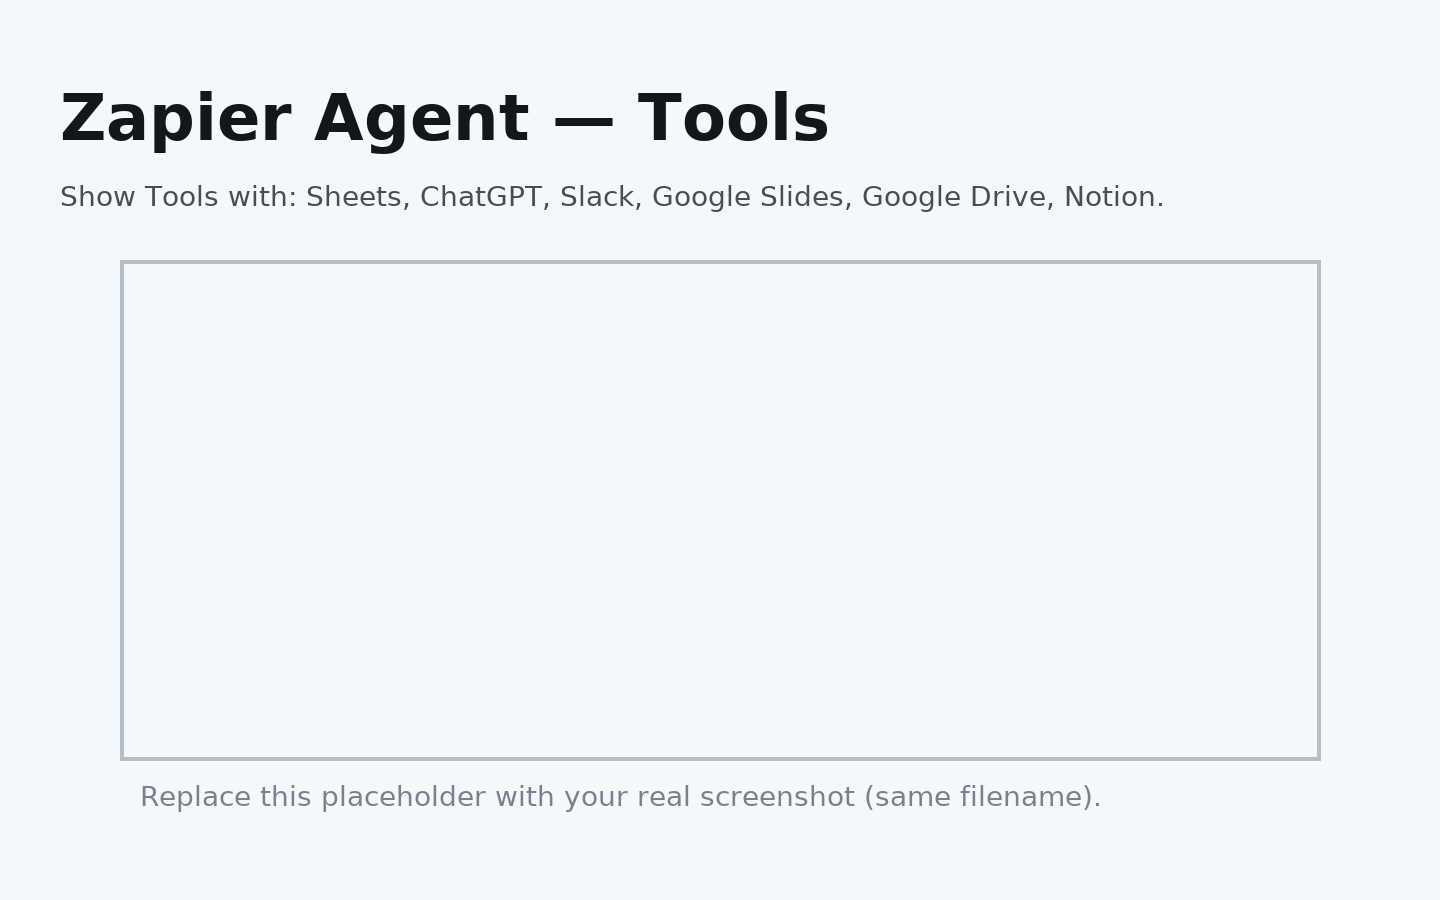 Zapier Agent — Tools
Show Tools with: Sheets, ChatGPT, Slack, Google Slides, Google Drive, Notion.
Replace this placeholder with your real screenshot (same filename).